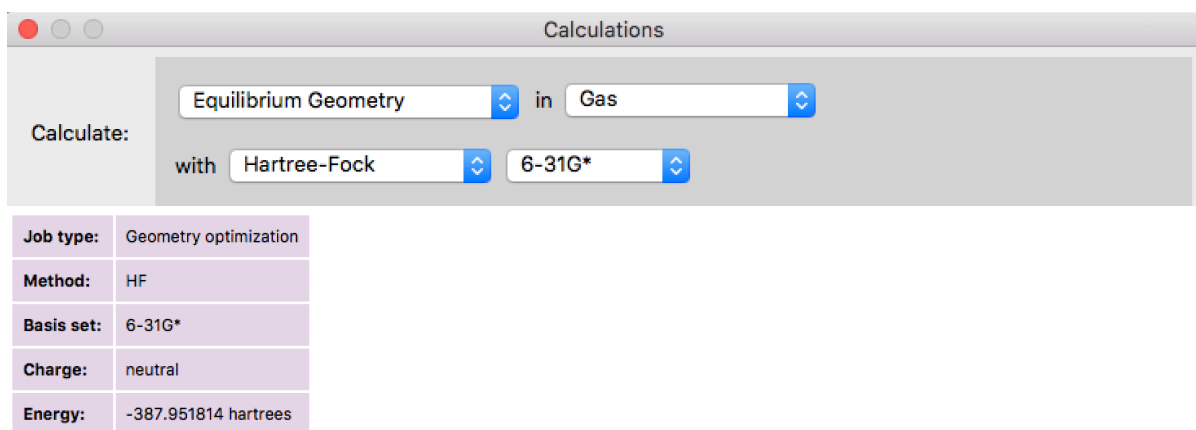 Calculations
Calculate: Equilibrium Geometry in Gas
with Hartree-Fock 6-31G*
Job type: Geometry optimization
Method: HF
Basis set: 6-31G*
Charge: neutral
Energy: -387.951814 hartrees